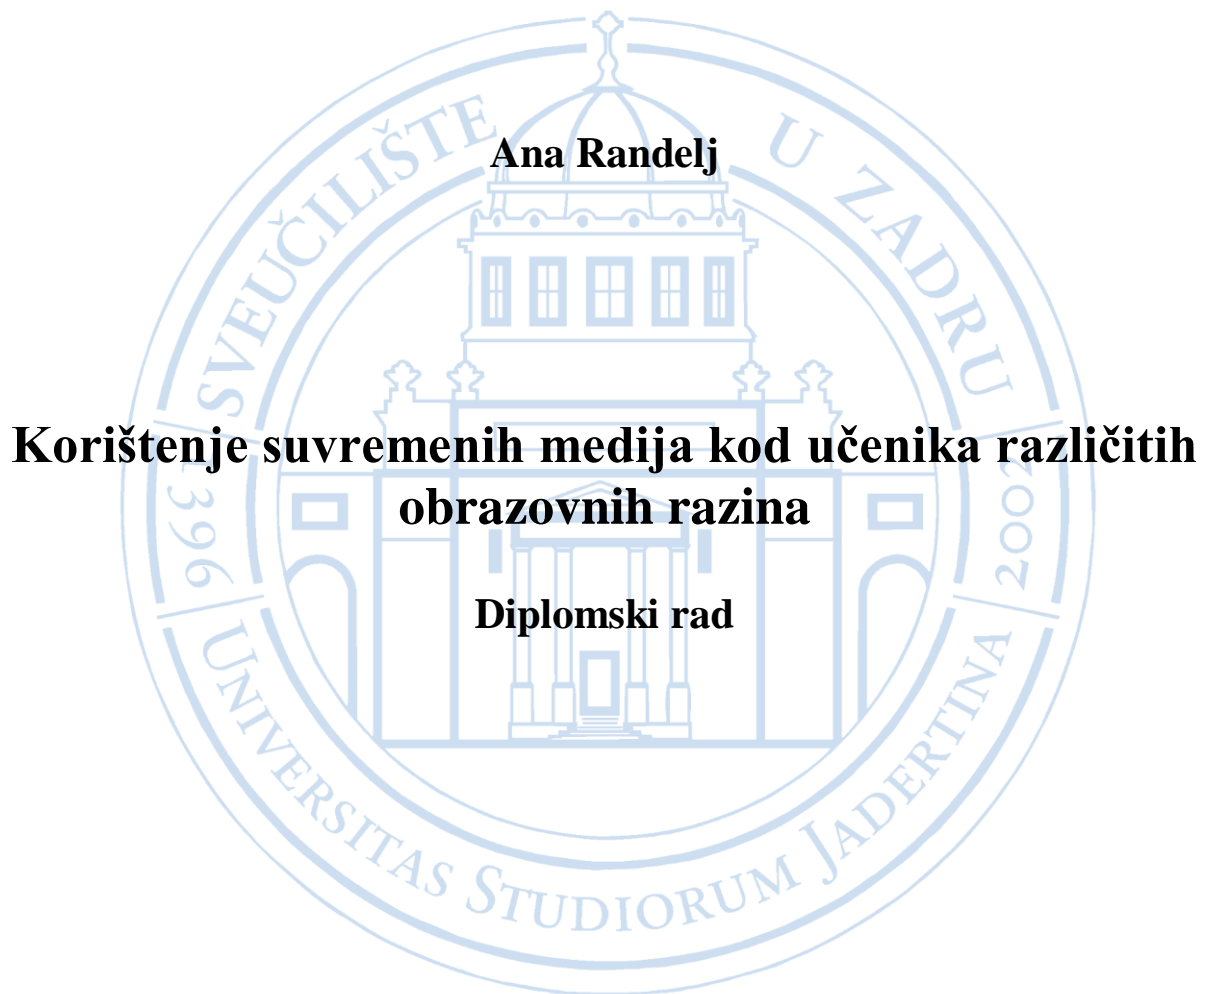 Ana Randelj
Korištenje suvremenih medija kod učenika različitih
obrazovnih razina
Diplomski rad
SVEUČILIŠTE U ZADRU
1396
2002
UNIVERSITAS STUDIORUM JADERTINA